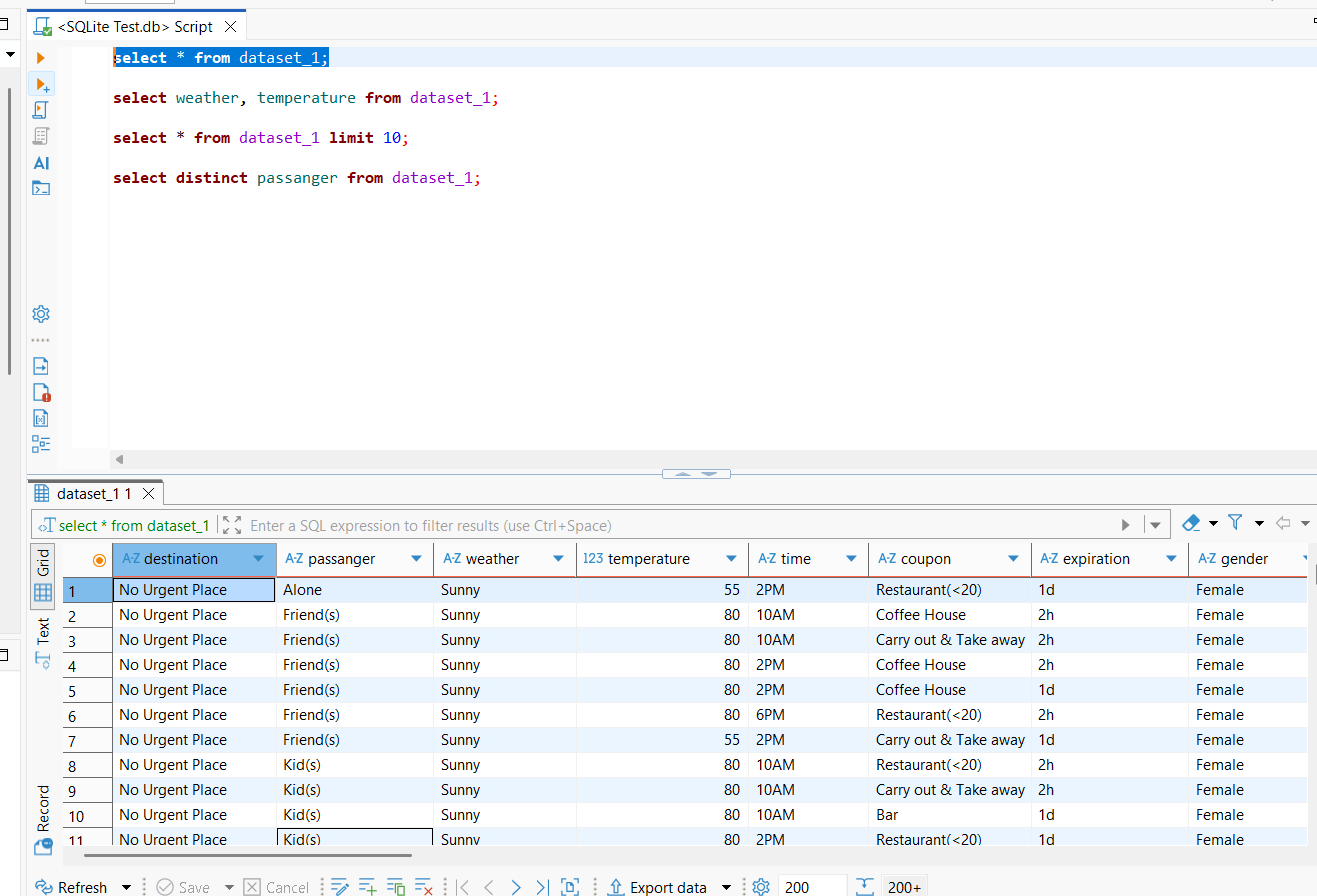 <SQLite Test.db> Script
select * from dataset_1;
select weather, temperature from dataset_1;
select * from dataset_1 limit 10;
AI
select distinct passanger from dataset_1;
dataset_1 1
select * from dataset_1 Enter a SQL expression to filter results (use Ctrl+Space)
Grid
Text
Record
A-Z destination A-Z passanger A-Z weather 123 temperature A-Z time A-Z coupon A-Z expiration A-Z gender
1 No Urgent Place Alone Sunny 55 2PM Restaurant(<20) 1d Female
2 No Urgent Place Friend(s) Sunny 80 10AM Coffee House 2h Female
3 No Urgent Place Friend(s) Sunny 80 10AM Carry out & Take away 2h Female
4 No Urgent Place Friend(s) Sunny 80 2PM Coffee House 2h Female
5 No Urgent Place Friend(s) Sunny 80 2PM Coffee House 1d Female
6 No Urgent Place Friend(s) Sunny 80 6PM Restaurant(<20) 2h Female
7 No Urgent Place Friend(s) Sunny 55 2PM Carry out & Take away 1d Female
8 No Urgent Place Kid(s) Sunny 80 10AM Restaurant(<20) 2h Female
9 No Urgent Place Kid(s) Sunny 80 10AM Carry out & Take away 2h Female
10 No Urgent Place Kid(s) Sunny 80 10AM Bar 1d Female
11 No Urgent Place Kid(s) Sunny 80 2PM Restaurant(<20) 1d Female
Refresh Save Cancel Export data 200 200+